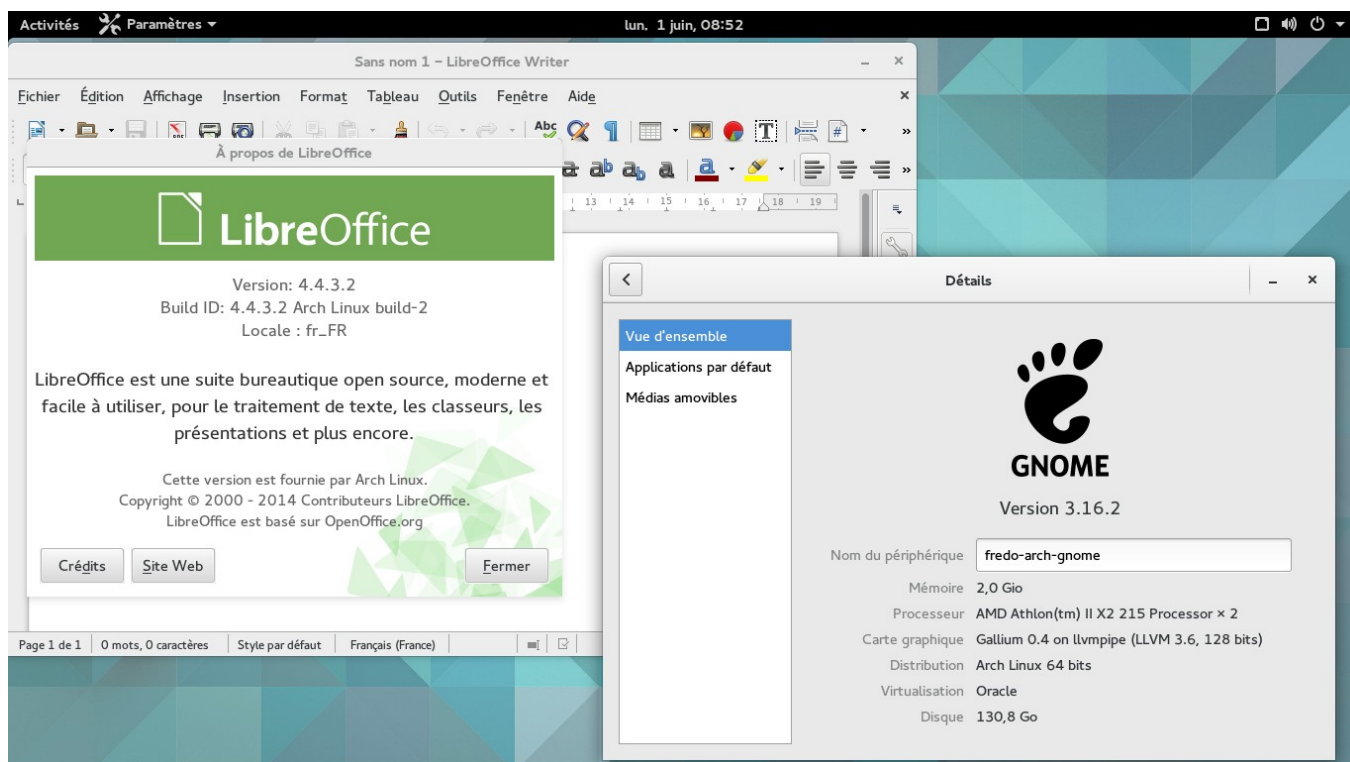 Activités Paramètres lun. 1 juin, 08:52
Sans nom 1 – LibreOffice Writer
Fichier Édition Affichage Insertion Format Tableau Outils Fenêtre Aide
Abc
À propos de LibreOffice
13 14 15 16 17 18 19
LibreOffice
Version: 4.4.3.2
Build ID: 4.4.3.2 Arch Linux build-2
Locale : fr_FR
LibreOffice est une suite bureautique open source, moderne et
facile à utiliser, pour le traitement de texte, les classeurs, les
présentations et plus encore.
Cette version est fournie par Arch Linux.
Copyright © 2000 - 2014 Contributeurs LibreOffice.
LibreOffice est basé sur OpenOffice.org
Crédits Site Web Fermer
Page 1 de 1 0 mots, 0 caractères Style par défaut Français (France)
Détails
Vue d'ensemble
Applications par défaut
Médias amovibles
GNOME
Version 3.16.2
Nom du périphérique fredo-arch-gnome
Mémoire 2,0 Gio
Processeur AMD Athlon(tm) II X2 215 Processor × 2
Carte graphique Gallium 0.4 on llvmpipe (LLVM 3.6, 128 bits)
Distribution Arch Linux 64 bits
Virtualisation Oracle
Disque 130,8 Go